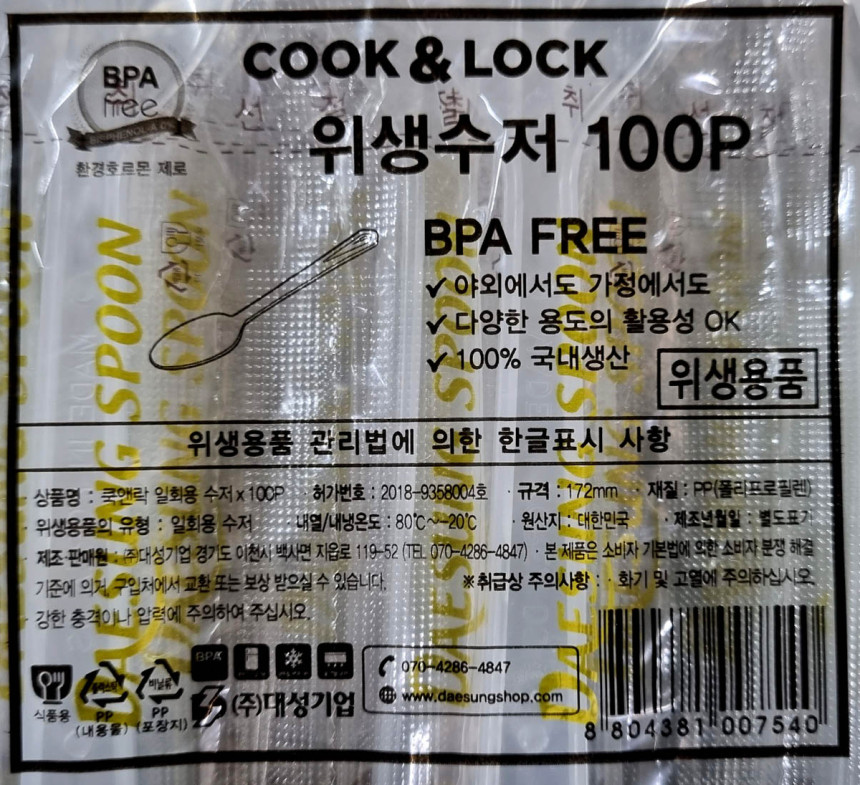 COOK & LOCK
BPA
free
BISPHENOL-A
환경호르몬 제로
위생수저 100P
BPA FREE
✓ 야외에서도 가정에서도
✓ 다양한 용도의 활용성 OK
✓ 100% 국내생산
위생용품
위생용품 관리법에 의한 한글표시 사항
· 상품명 : 쿡앤락 일회용 수저 x 100P · 허가번호 : 2018-9358004호 · 규격 : 172mm · 재질 : PP(폴리프로필렌)
· 위생용품의 유형 : 일회용 수저 · 내열/내냉온도 : 80℃~-20℃ · 원산지 : 대한민국 · 제조년월일 : 별도표기
· 제조·판매원 : ㈜대성기업 경기도 이천시 백사면 지읍로 119-52 (TEL 070-4286-4847) · 본 제품은 소비자 기본법에 의한 소비자 분쟁 해결
기준에 의거, 구입처에서 교환 또는 보상 받으실 수 있습니다. ※취급상 주의사항 : · 화기 및 고열에 주의하십시오.
· 강한 충격이나 압력에 주의하여 주십시오.
식품용
플라스틱
PP
(내용물)
비닐류
PP
(포장지)
BPA
(주)대성기업
070-4286-4847
www.daesungshop.com
8 804381 007540
DAESUNG SPOON
DAESUNG SPOON
DAESUNG SPOON